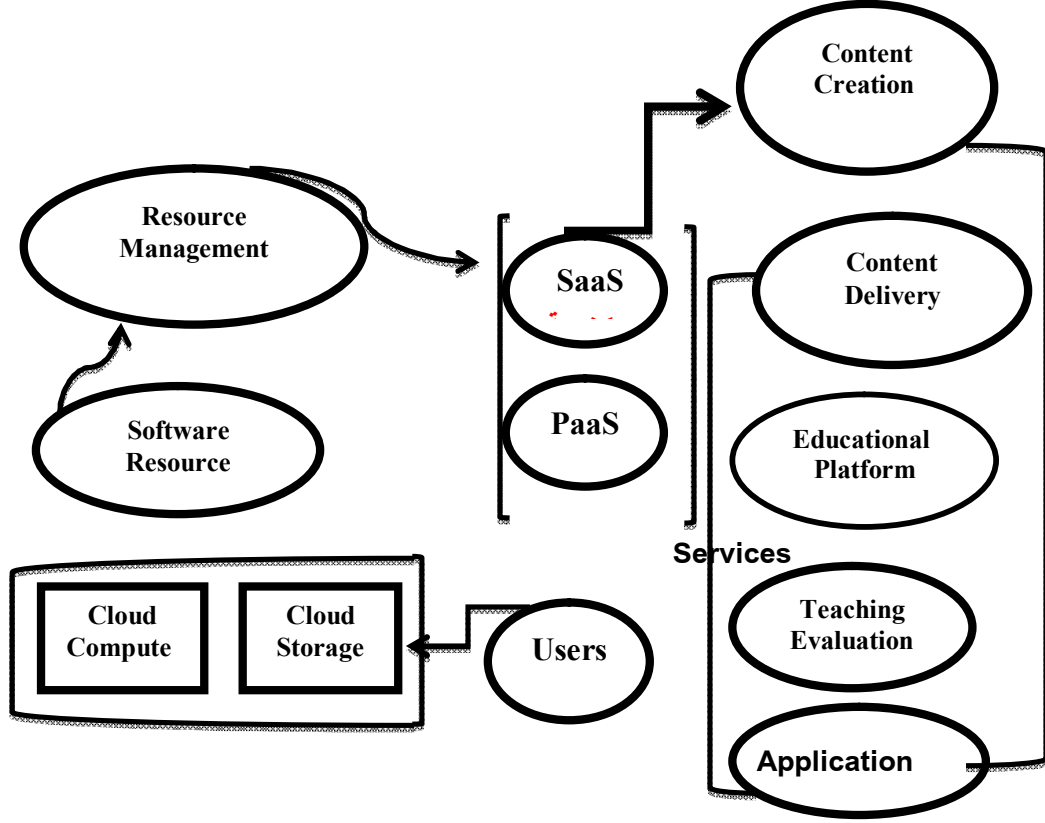 Content
Creation
Resource
Management
SaaS
Content
Delivery
PaaS
Software
Resource
Educational
Platform
Services
Cloud
Compute
Cloud
Storage
Users
Teaching
Evaluation
Application